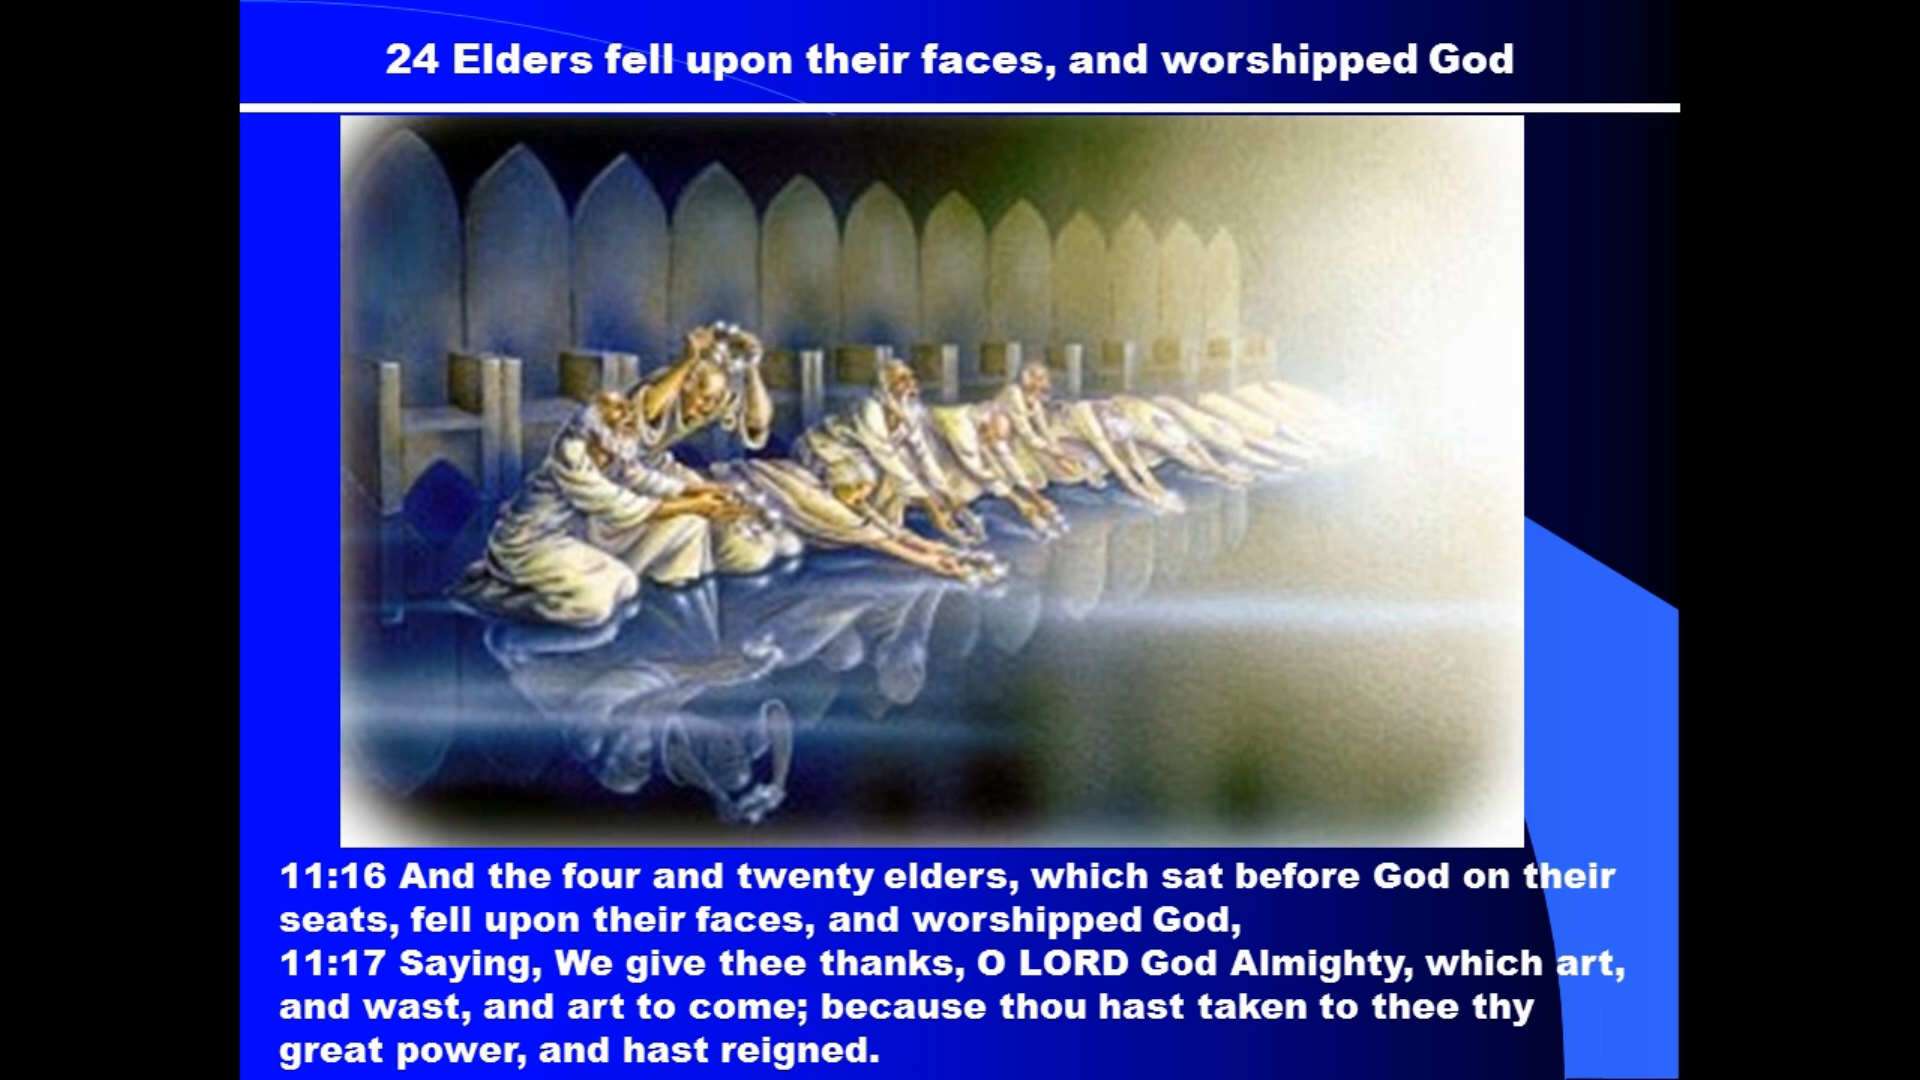 24 Elders fell upon their faces, and worshipped God
11:16 And the four and twenty elders, which sat before God on their
seats, fell upon their faces, and worshipped God,
11:17 Saying, We give thee thanks, O LORD God Almighty, which art,
and wast, and art to come; because thou hast taken to thee thy
great power, and hast reigned.